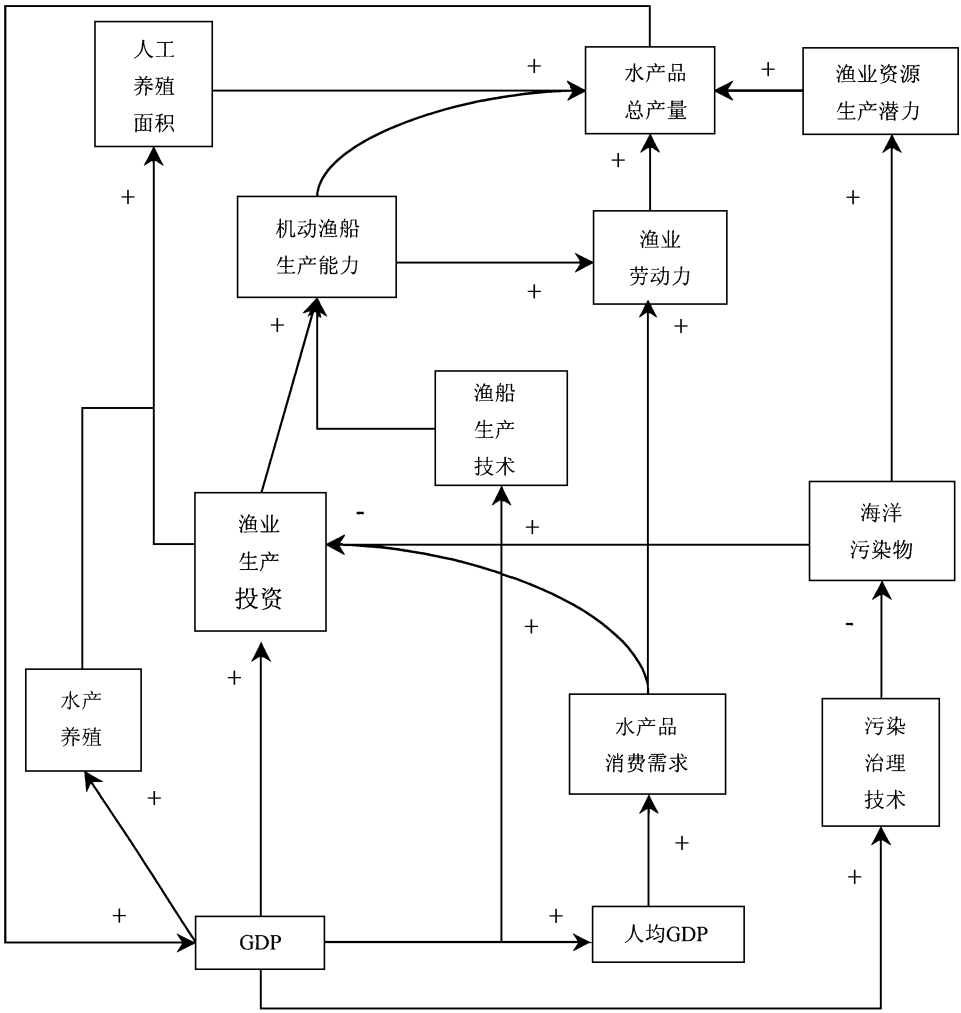 人工
养殖
面积
+
水产品
总产量
+
渔业资源
生产潜力
+
+
+
机动渔船
生产能力
渔业
劳动力
+
+
+
+
渔船
生产
技术
-
+
渔业
生产
投资
海洋
污染物
+
-
+
水产
养殖
水产品
消费需求
污染
治理
技术
+
+
+
+
+
GDP
人均GDP